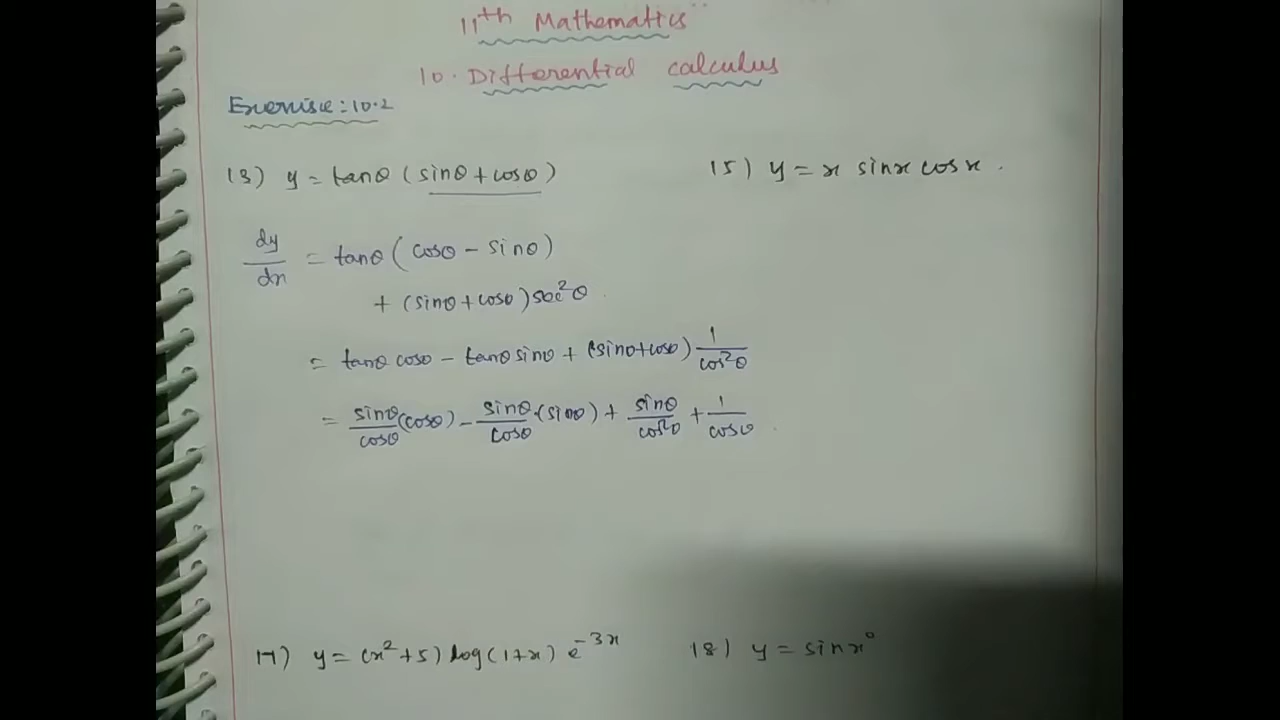 11th Mathematics
10. Differential calculus
Exercise: 10.2
13) y = tanθ (sinθ + cosθ)
dy/dx = tanθ (cosθ - sinθ)
+ (sinθ + cosθ) sec²θ
= tanθ cosθ - tanθ sinθ + (sinθ + cosθ) 1/cos²θ
= sinθ/cosθ (cosθ) - sinθ/cosθ (sinθ) + sinθ/cos²θ + 1/cosθ
15) y = x sinx cosx.
17) y = (x² + 5) log(1+x) e⁻³ˣ
18) y = sinx°